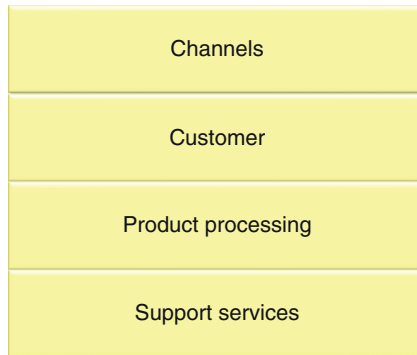 Channels
Customer
Product processing
Support services